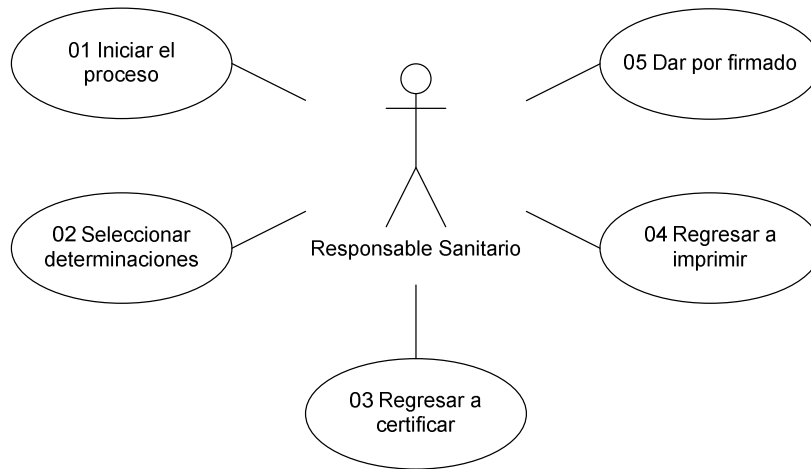 01 Iniciar el
proceso
05 Dar por firmado
02 Seleccionar
determinaciones
Responsable Sanitario
04 Regresar a
imprimir
03 Regresar a
certificar